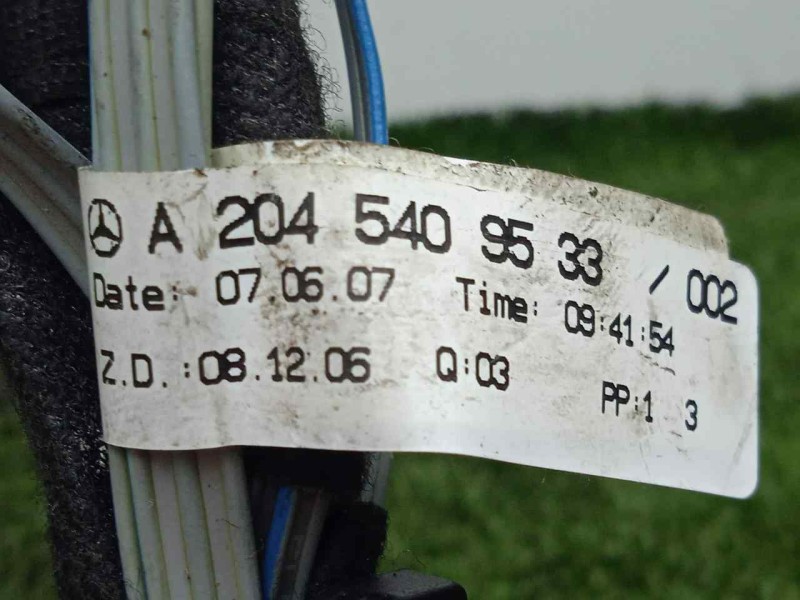 A 204 540 95 33 / 002
Date: 07.06.07 Time: 09:41:54
Z.D.:08.12.06 Q:03 PP:1 3